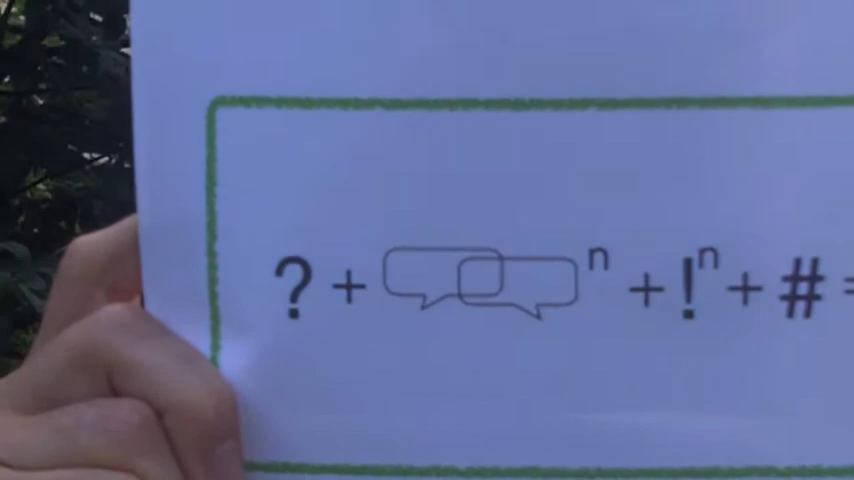 ? + n + !n + # =